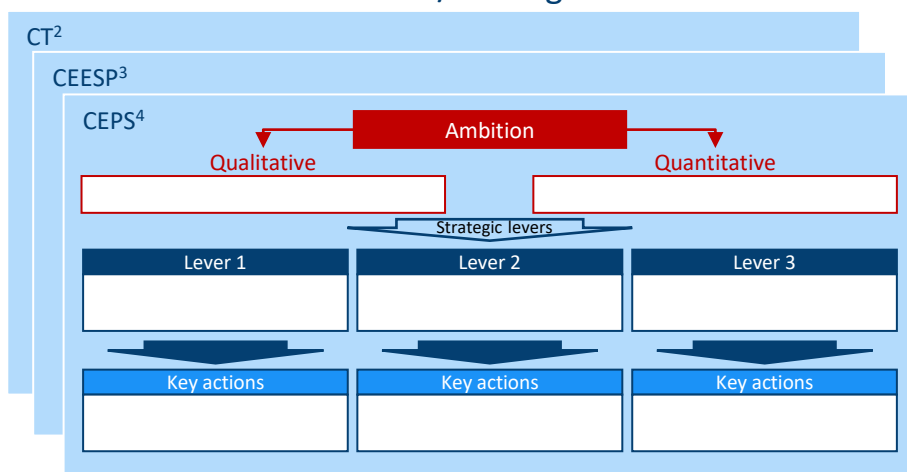 CT²
CEESP³
CEPS⁴
Ambition
Qualitative
Quantitative
Strategic levers
Lever 1
Lever 2
Lever 3
Key actions
Key actions
Key actions